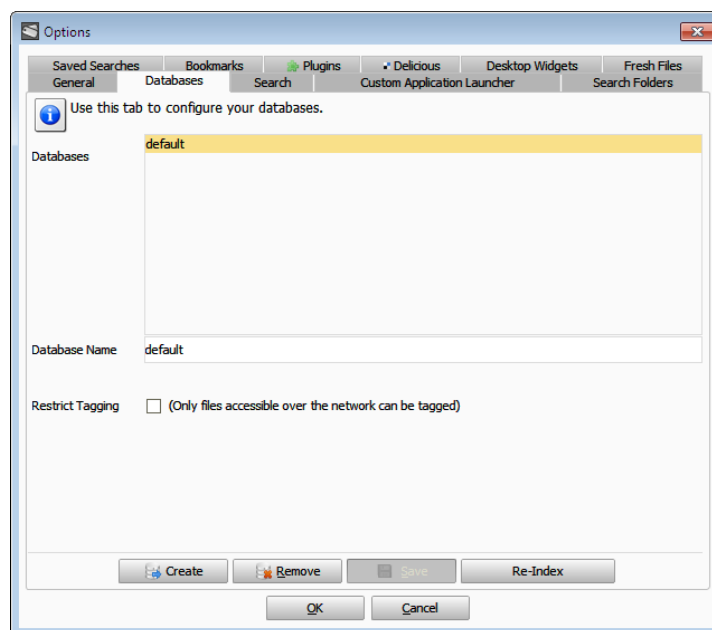 Options
Saved Searches Bookmarks Plugins Delicious Desktop Widgets Fresh Files
General Databases Search Custom Application Launcher Search Folders
Use this tab to configure your databases.
Databases default
Database Name default
Restrict Tagging (Only files accessible over the network can be tagged)
Create Remove Save Re-Index
OK Cancel